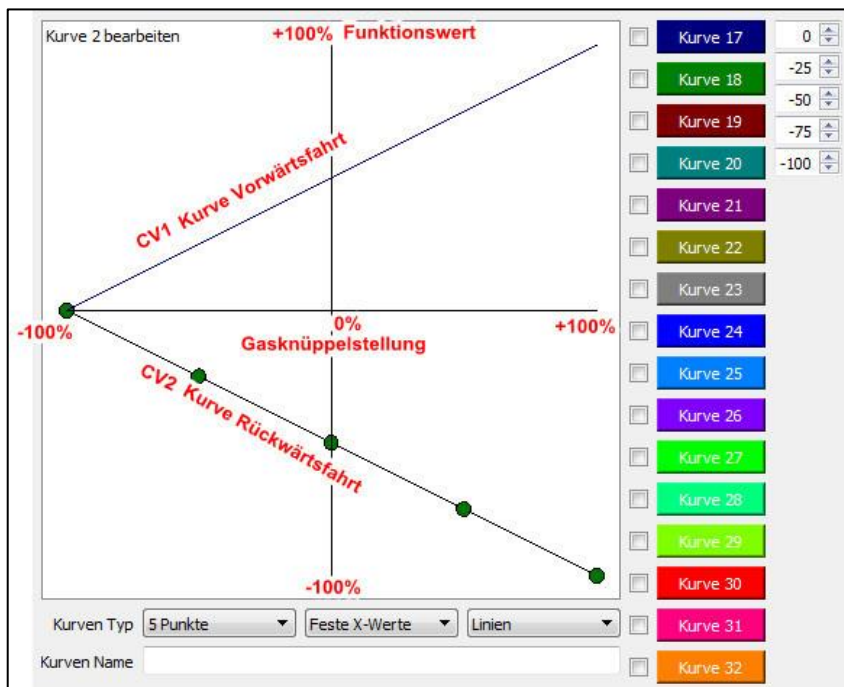 Kurve 2 bearbeiten
+100% Funktionswert
CV1 Kurve Vorwärtsfahrt
-100%
0%
+100%
Gasknüppelstellung
CV2 Kurve Rückwärtsfahrt
-100%
Kurven Typ 5 Punkte Feste X-Werte Linien
Kurven Name
Kurve 17 0
Kurve 18 -25
Kurve 19 -50
Kurve 20 -75
-100
Kurve 21
Kurve 22
Kurve 23
Kurve 24
Kurve 25
Kurve 26
Kurve 27
Kurve 28
Kurve 29
Kurve 30
Kurve 31
Kurve 32